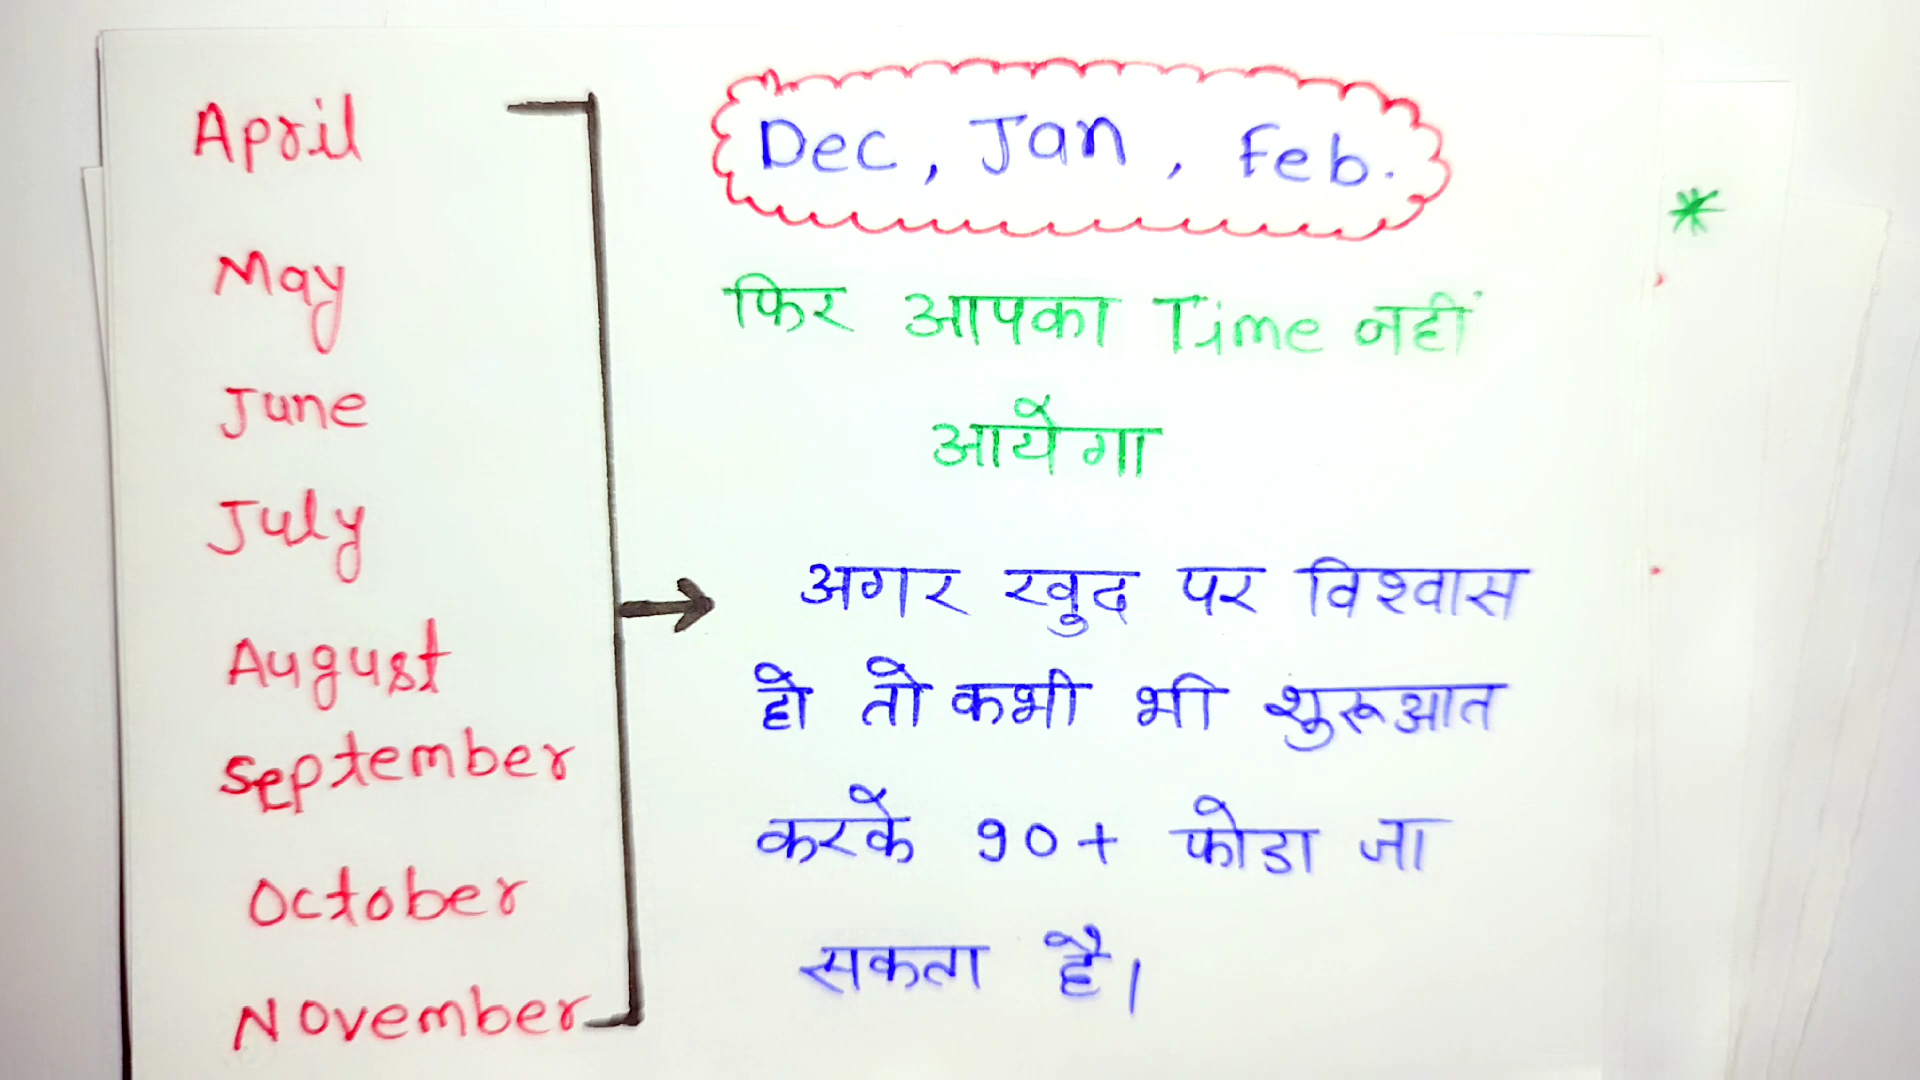 April
May
June
July
August
September
October
November
Dec, Jan, Feb.
फिर आपका Time नहीं
आयेगा
अगर खुद पर विश्वास
हो तो कभी भी शुरूआत
करके 90+ फोडा जा
सकता है।
*